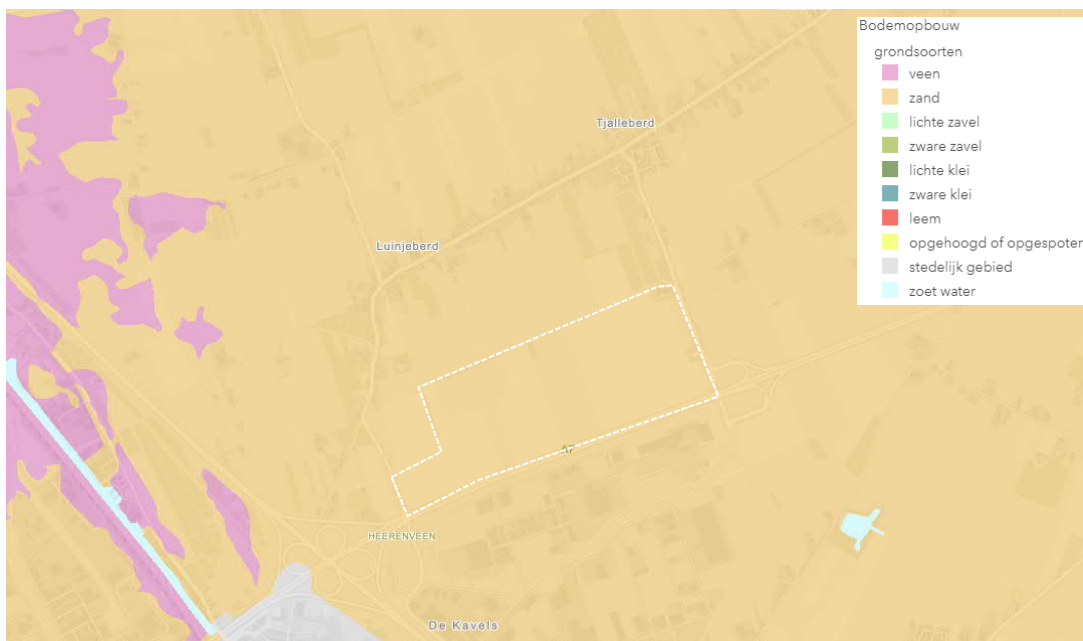 Bodemopbouw
grondsoorten
veen
zand
lichte zavel
zware zavel
lichte klei
zware klei
leem
opgehoogd of opgespoten
stedelijk gebied
zoet water
Tjalleberd
Luinjeberd
A7
HEERENVEEN
De Kavels